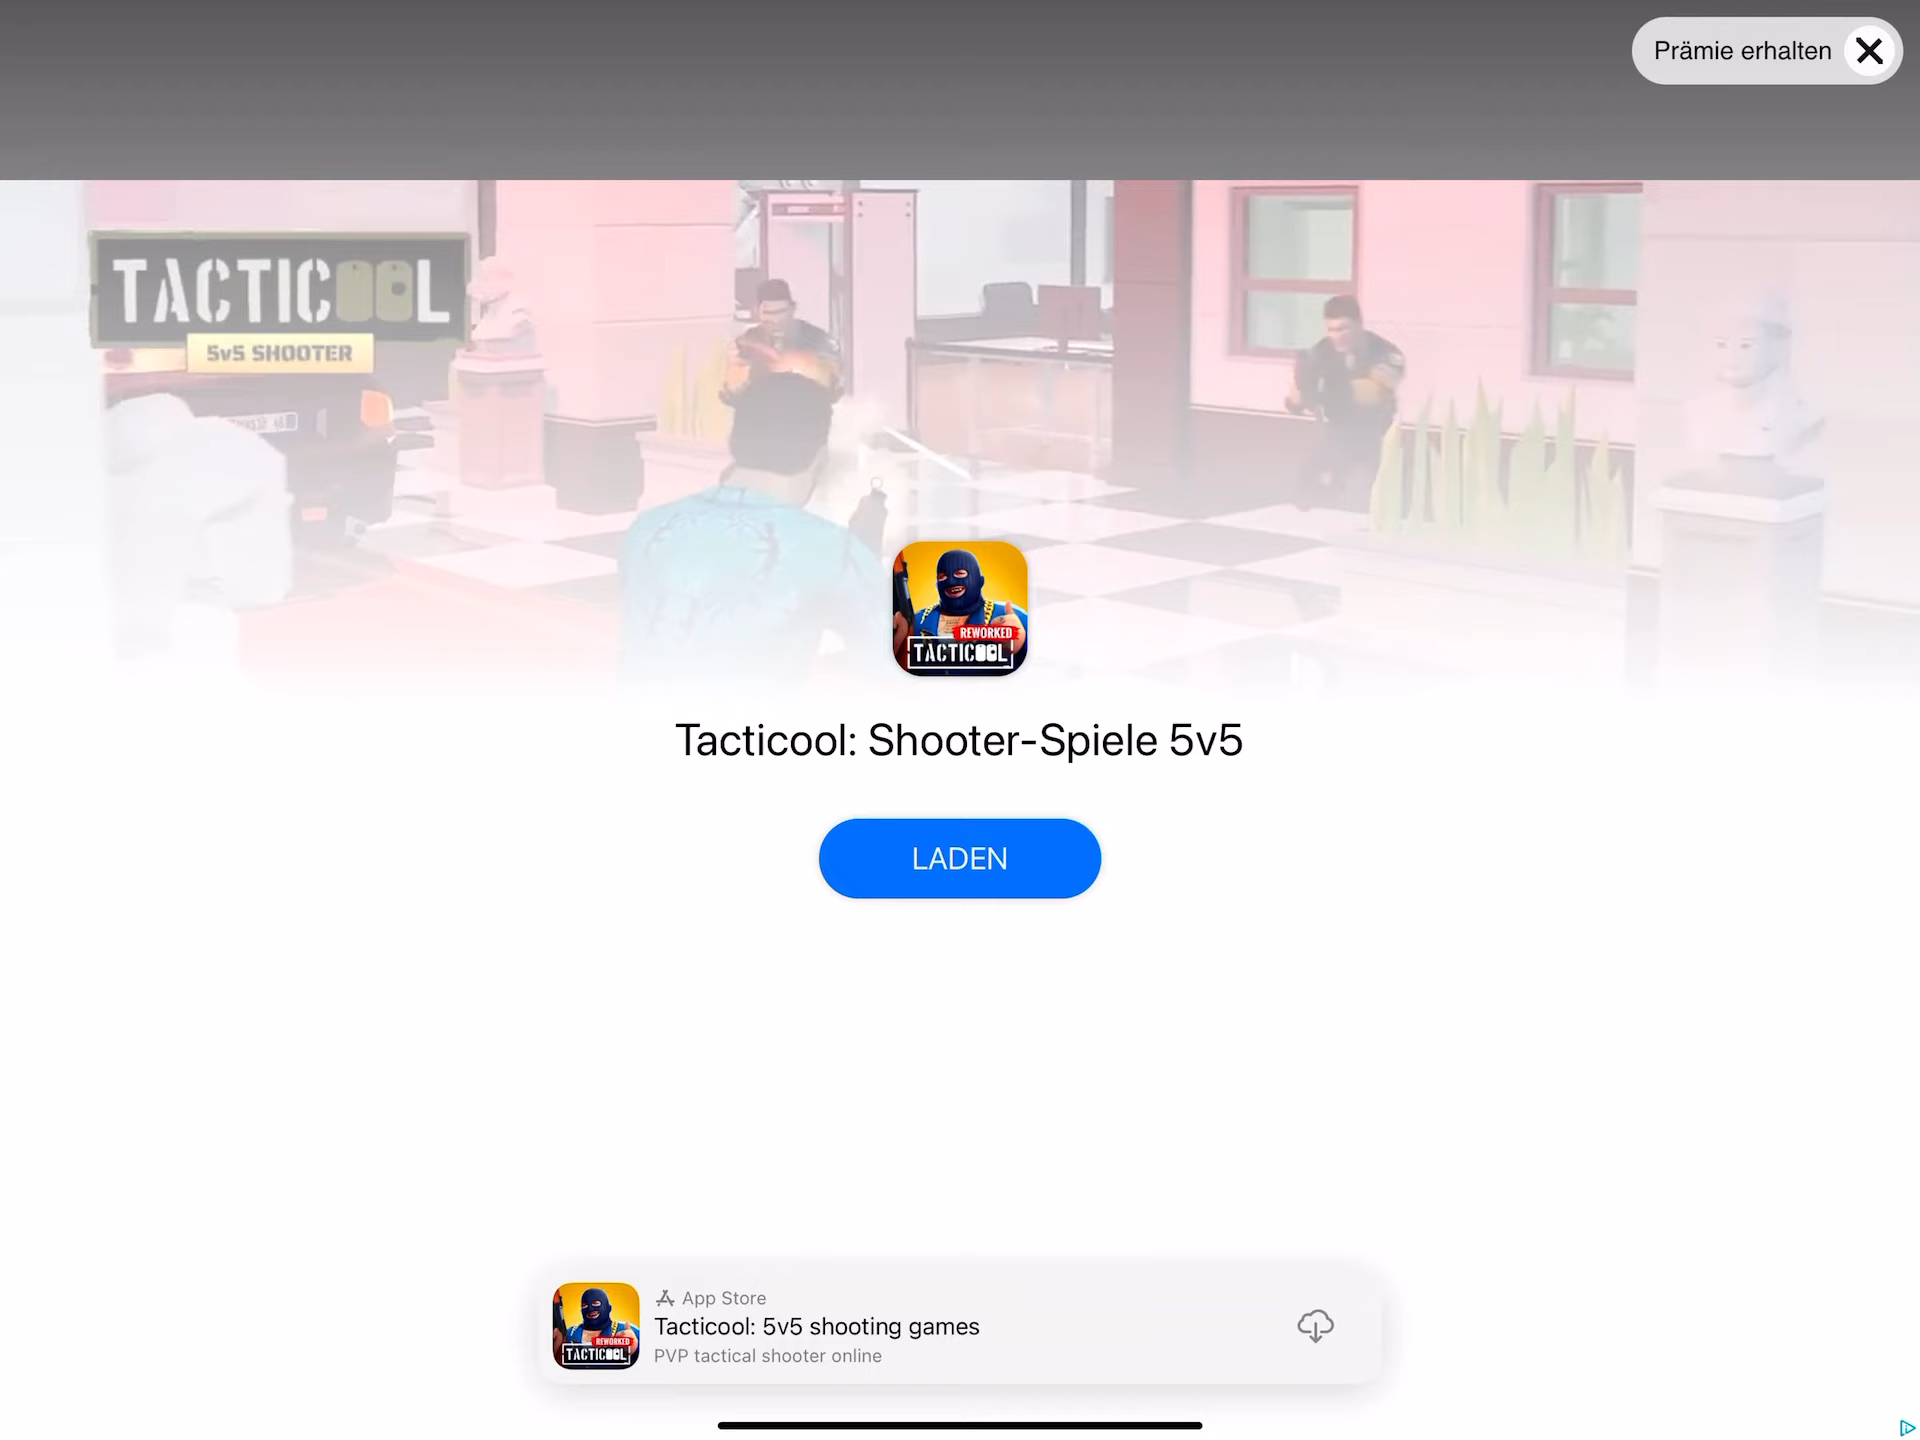 Prämie erhalten
TACTICOOL
5v5 SHOOTER
REWORKED
TACTICOOL
Tacticool: Shooter-Spiele 5v5
LADEN
App Store
Tacticool: 5v5 shooting games
PVP tactical shooter online
REWORKED
TACTICOOL